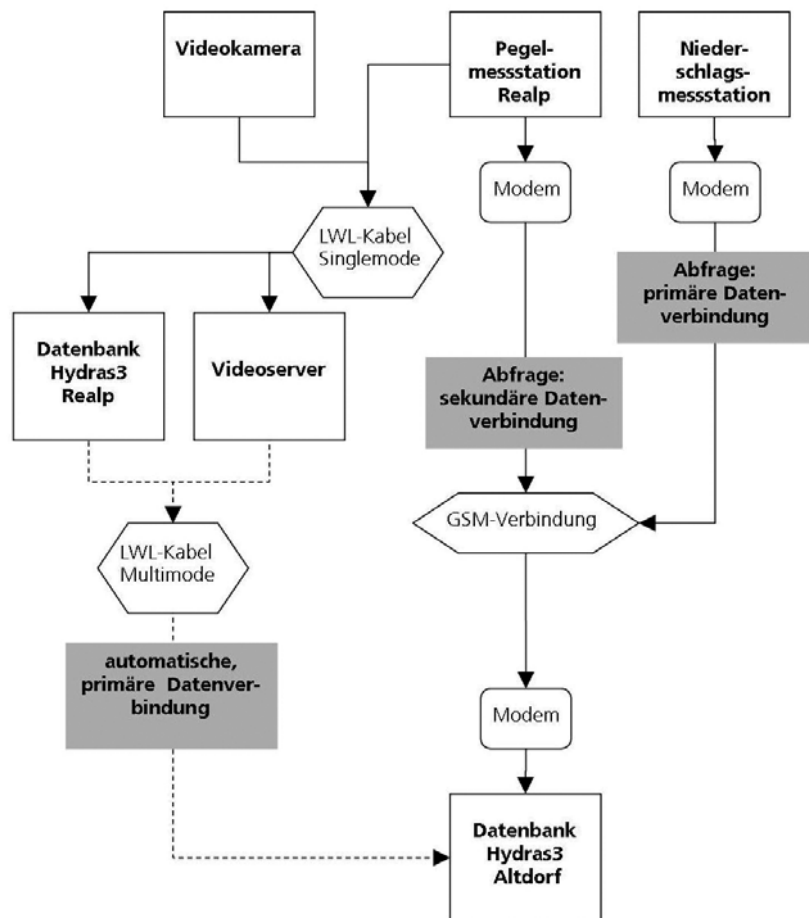 Videokamera
Pegel-
messstation
Realp
Nieder-
schlags-
messstation
Modem
Modem
LWL-Kabel
Singlemode
Abfrage:
primäre Daten-
verbindung
Datenbank
Hydras3
Realp
Videoserver
Abfrage:
sekundäre Daten-
verbindung
GSM-Verbindung
LWL-Kabel
Multimode
automatische,
primäre Datenver-
bindung
Modem
Datenbank
Hydras3
Altdorf